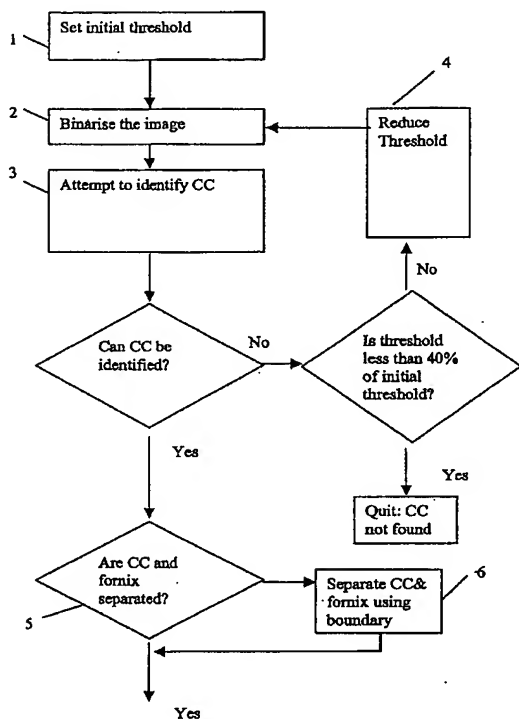 1
Set initial threshold
4
2
Binarise the image
Reduce
Threshold
3
Attempt to identify CC
No
Can CC be
identified?
No
Is threshold
less than 40%
of initial
threshold?
Yes
Yes
Quit: CC
not found
Are CC and
fornix
separated?
5
Separate CC&
fornix using
boundary
6
Yes